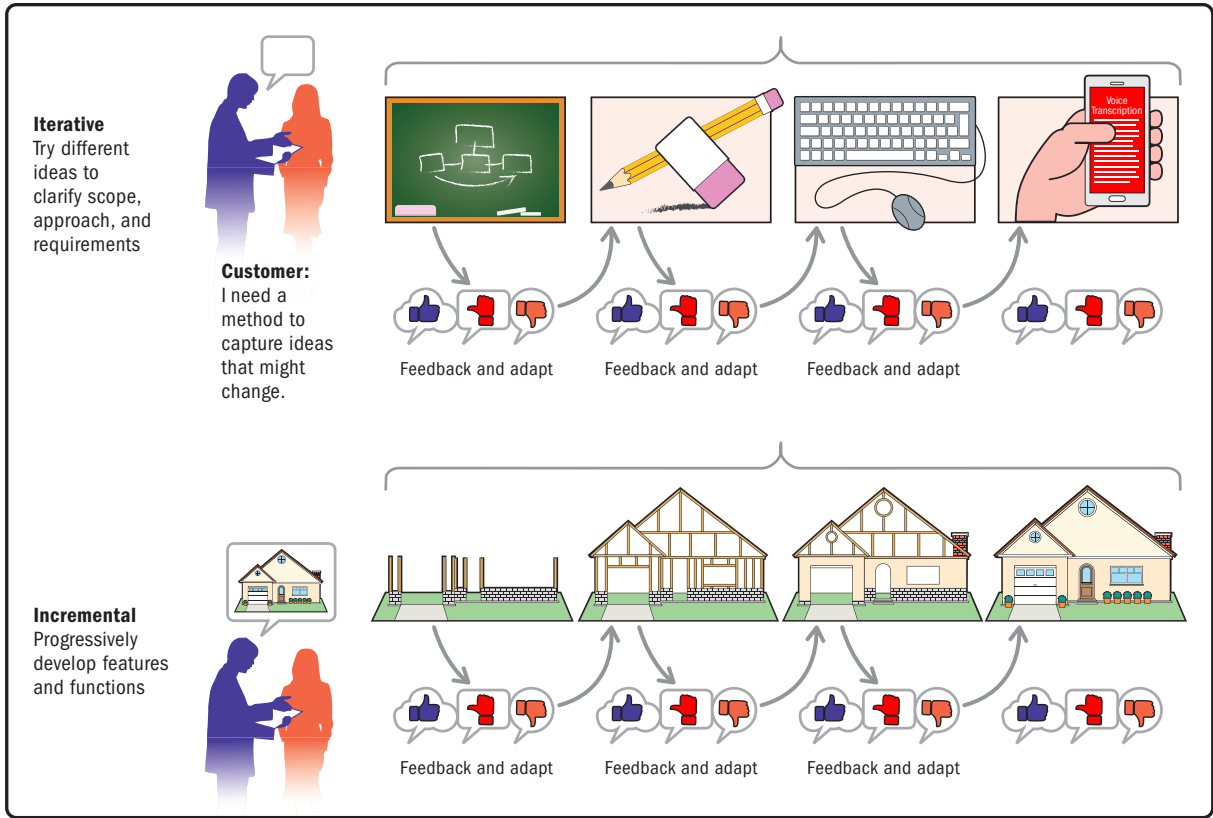 Iterative
Try different
ideas to
clarify scope,
approach, and
requirements
Customer:
I need a
method to
capture ideas
that might
change.
Voice
Transcription
Feedback and adapt
Feedback and adapt
Feedback and adapt
Incremental
Progressively
develop features
and functions
Feedback and adapt
Feedback and adapt
Feedback and adapt